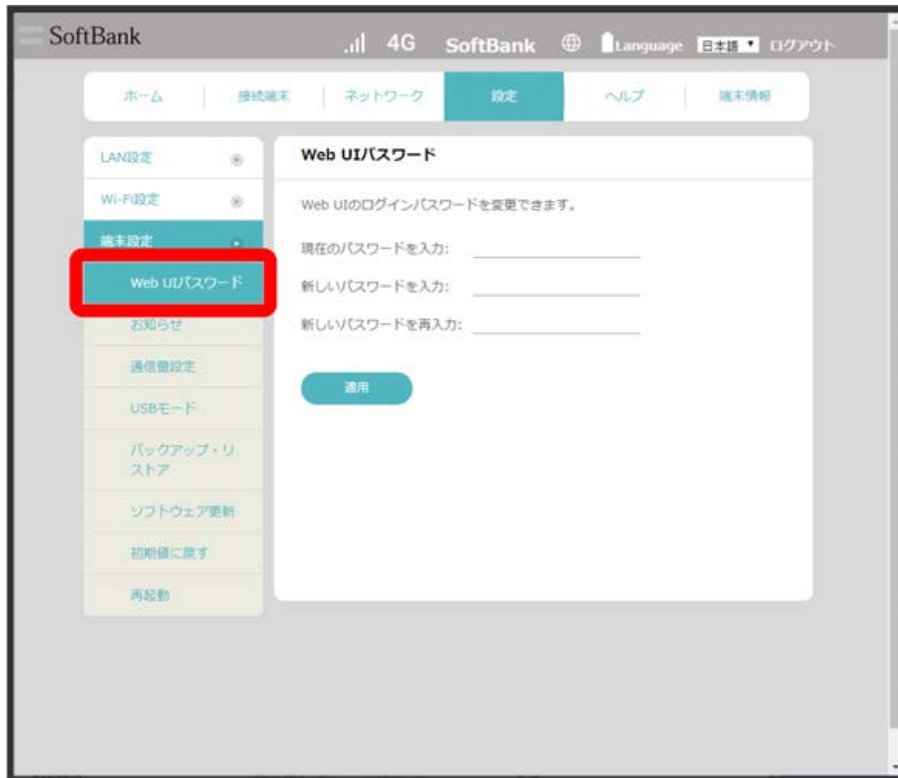 SoftBank
4G SoftBank Language 日本語 ログアウト
ホーム 接続端末 ネットワーク 設定 ヘルプ 端末情報
LAN設定
Wi-Fi設定
端末設定
Web UIパスワード
お知らせ
通信量設定
USBモード
バックアップ・リ
ストア
ソフトウェア更新
初期値に戻す
再起動
Web UIパスワード
Web UIのログインパスワードを変更できます。
現在のパスワードを入力:
新しいパスワードを入力:
新しいパスワードを再入力:
適用